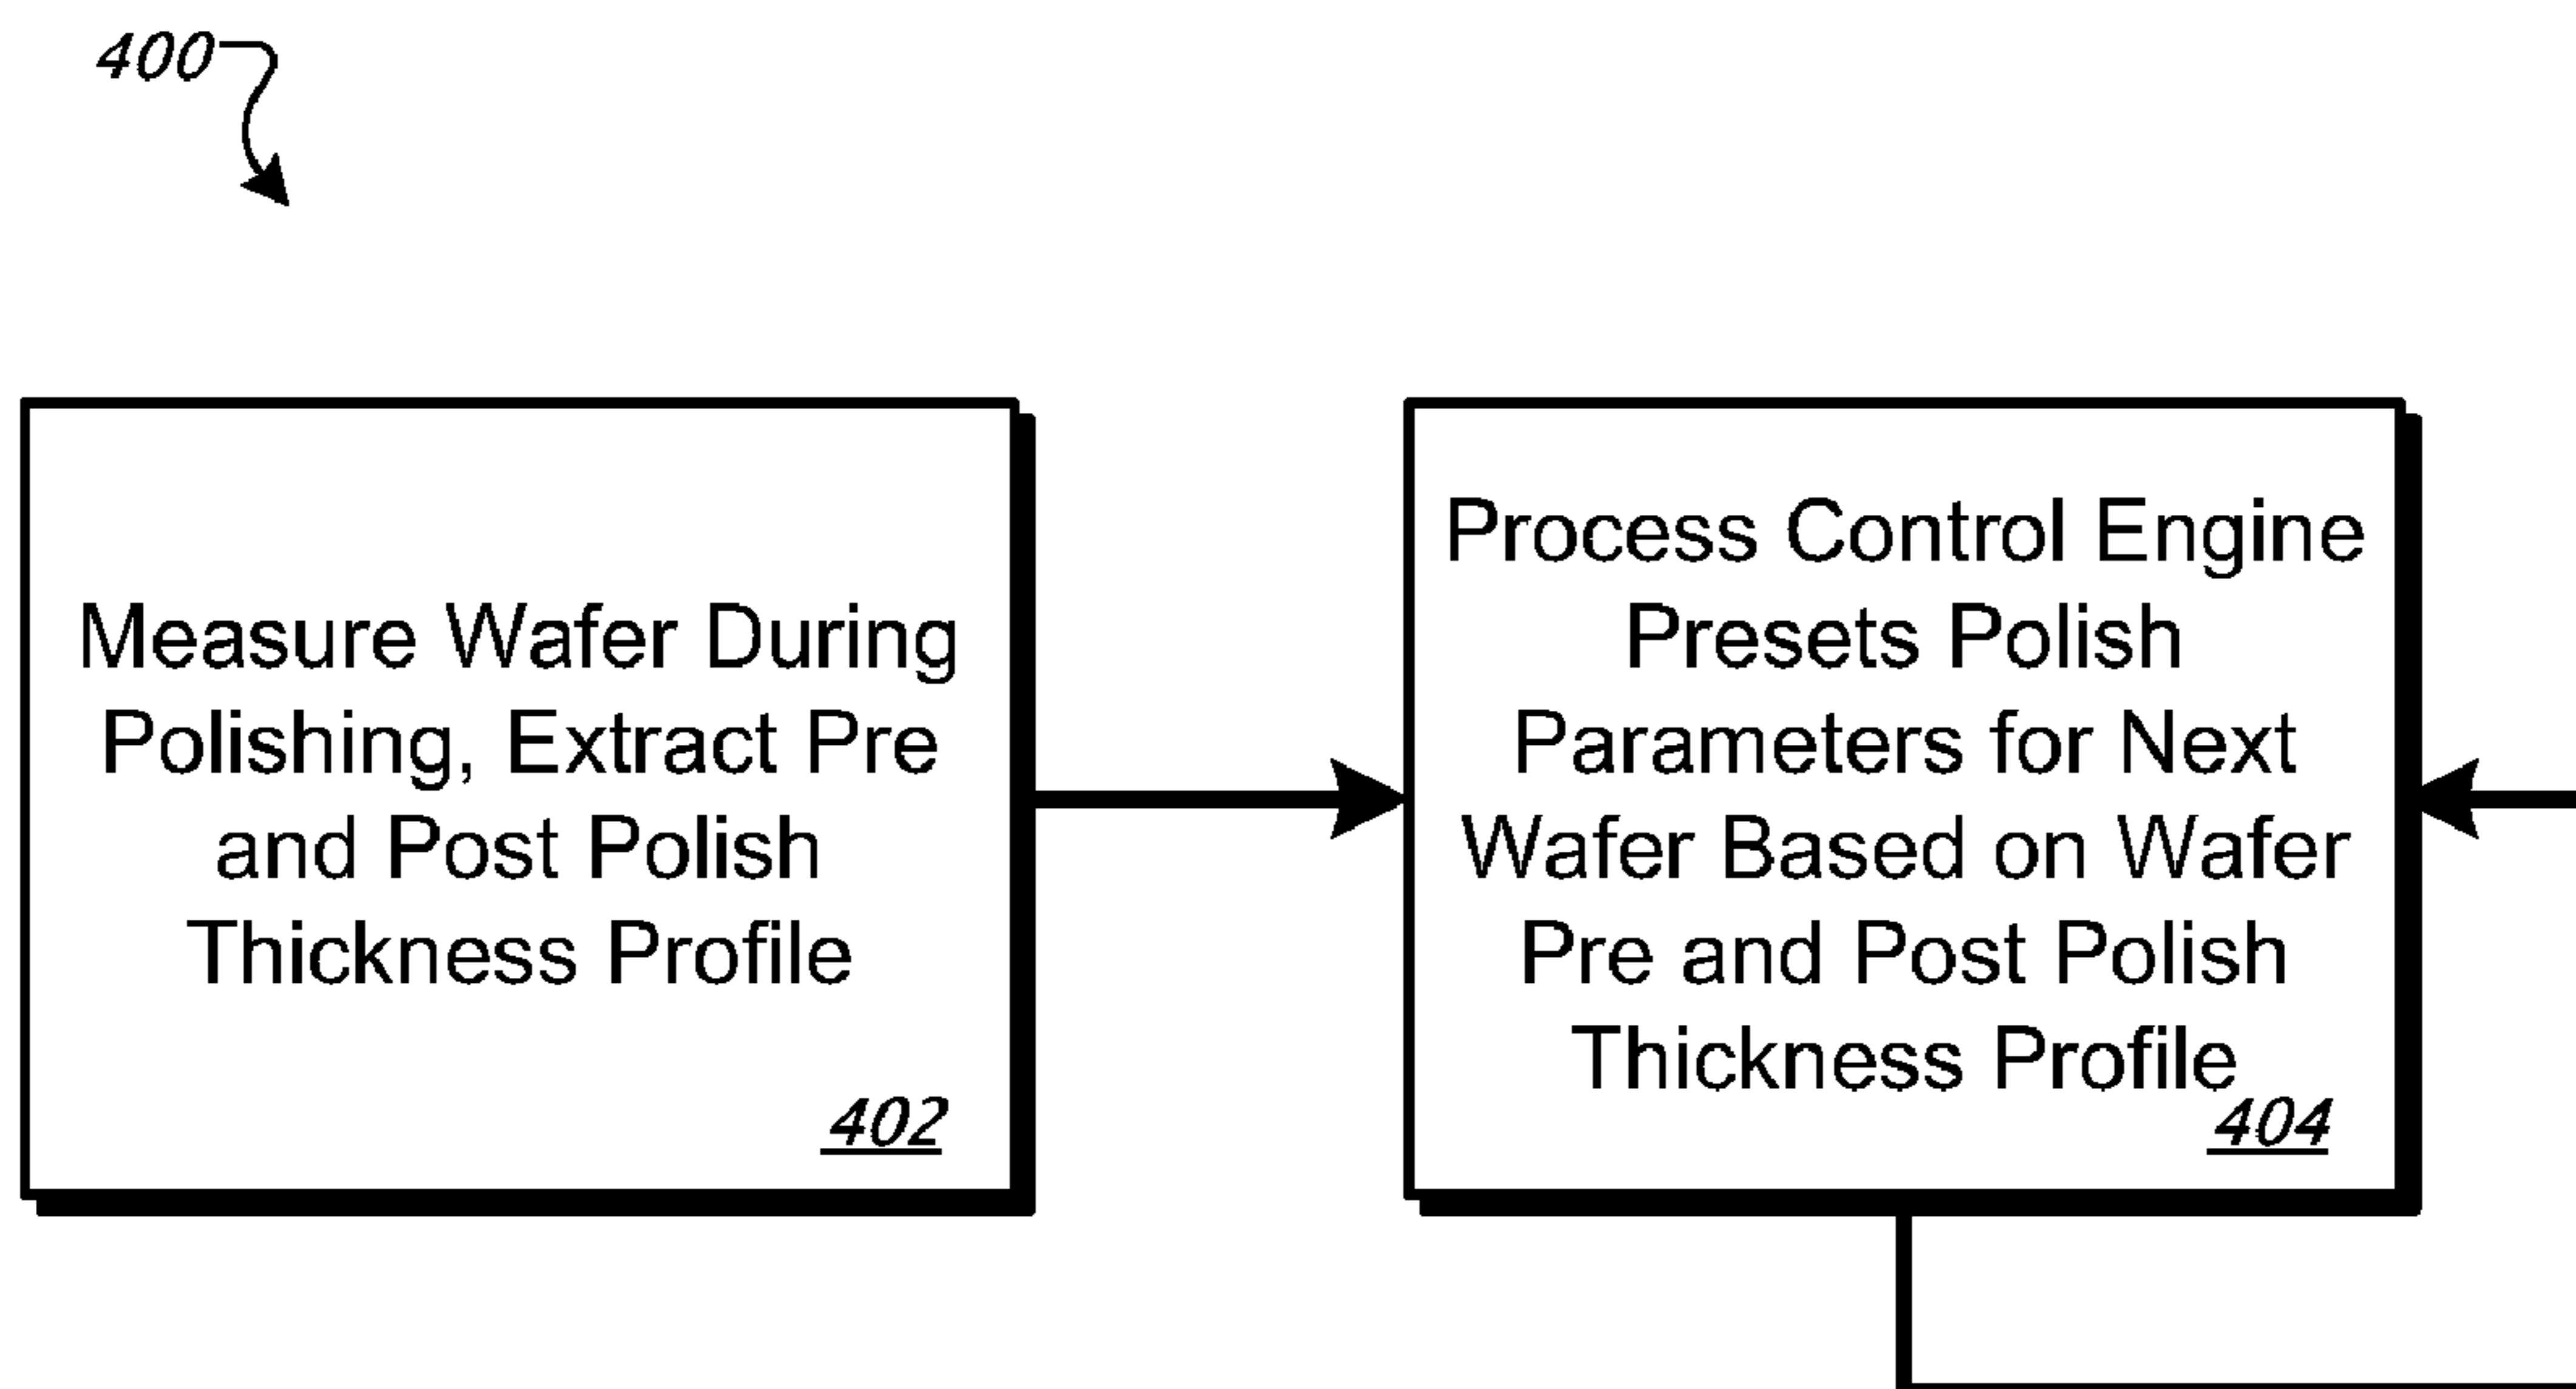 400
Measure Wafer During
Polishing, Extract Pre
and Post Polish
Thickness Profile
402
Process Control Engine
Presets Polish
Parameters for Next
Wafer Based on Wafer
Pre and Post Polish
Thickness Profile
404